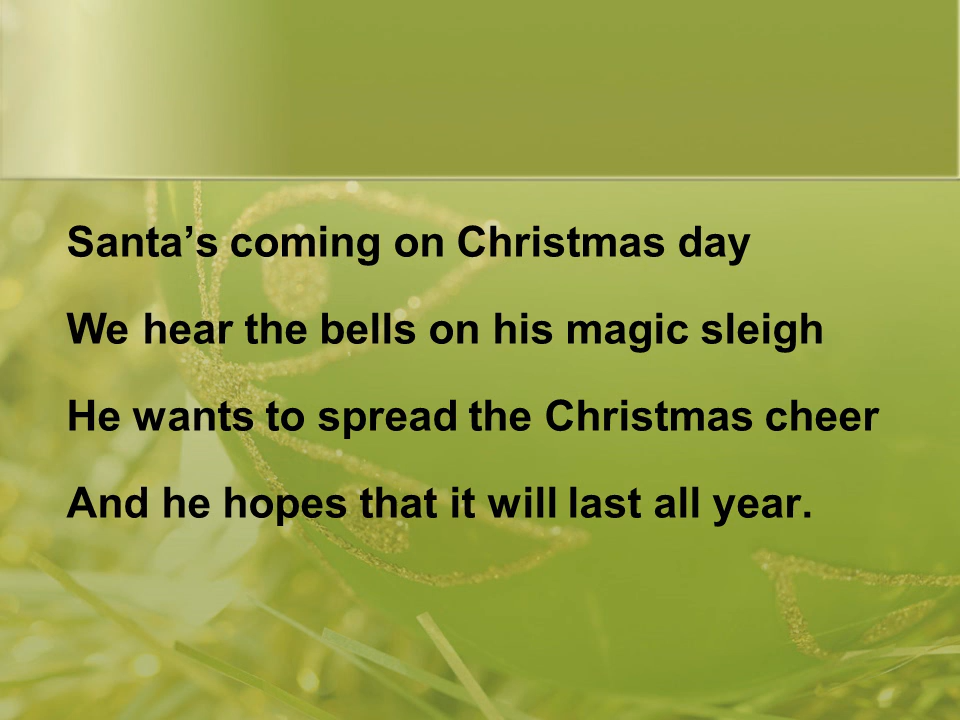 Santa’s coming on Christmas day
We hear the bells on his magic sleigh
He wants to spread the Christmas cheer
And he hopes that it will last all year.